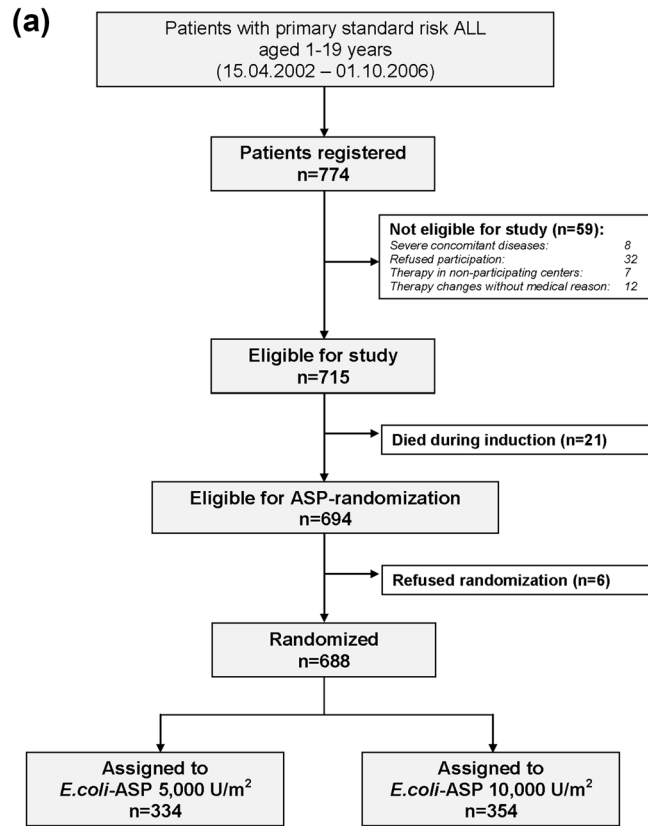 (a)
Patients with primary standard risk ALL
aged 1-19 years
(15.04.2002 – 01.10.2006)
Patients registered
n=774
Not eligible for study (n=59):
Severe concomitant diseases: 8
Refused participation: 32
Therapy in non-participating centers: 7
Therapy changes without medical reason: 12
Eligible for study
n=715
Died during induction (n=21)
Eligible for ASP-randomization
n=694
Refused randomization (n=6)
Randomized
n=688
Assigned to
E.coli-ASP 5,000 U/m²
n=334
Assigned to
E.coli-ASP 10,000 U/m²
n=354